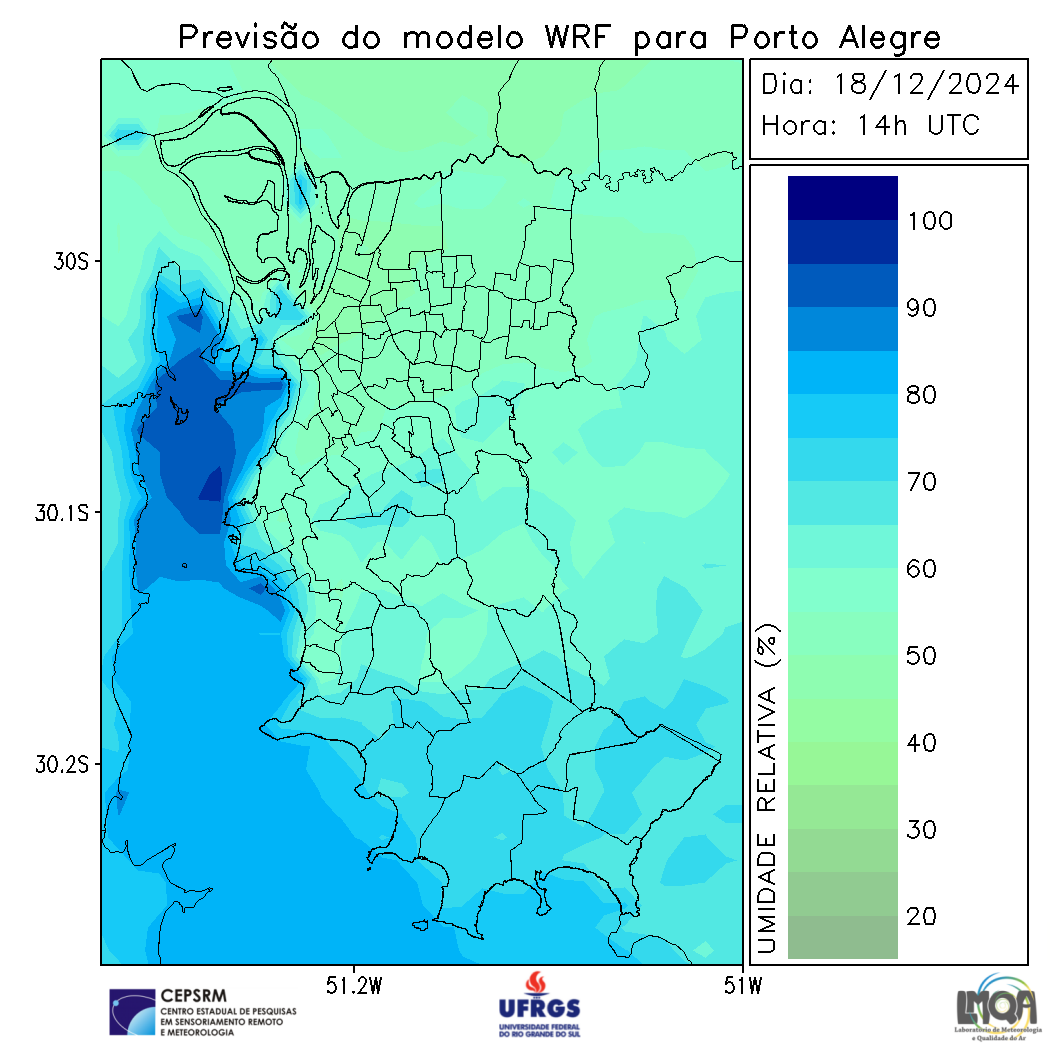 Previsão do modelo WRF para Porto Alegre
Dia: 18/12/2024
Hora: 14h UTC
30S
30.1S
30.2S
51.2W
51W
100
90
80
70
60
50
40
30
20
UMIDADE RELATIVA (%)
CEPSRM
CENTRO ESTADUAL DE PESQUISAS
EM SENSORIAMENTO REMOTO
E METEOROLOGIA
UFRGS
UNIVERSIDADE FEDERAL
DO RIO GRANDE DO SUL
LMQA
Laboratório de Meteorologia
e Qualidade do Ar